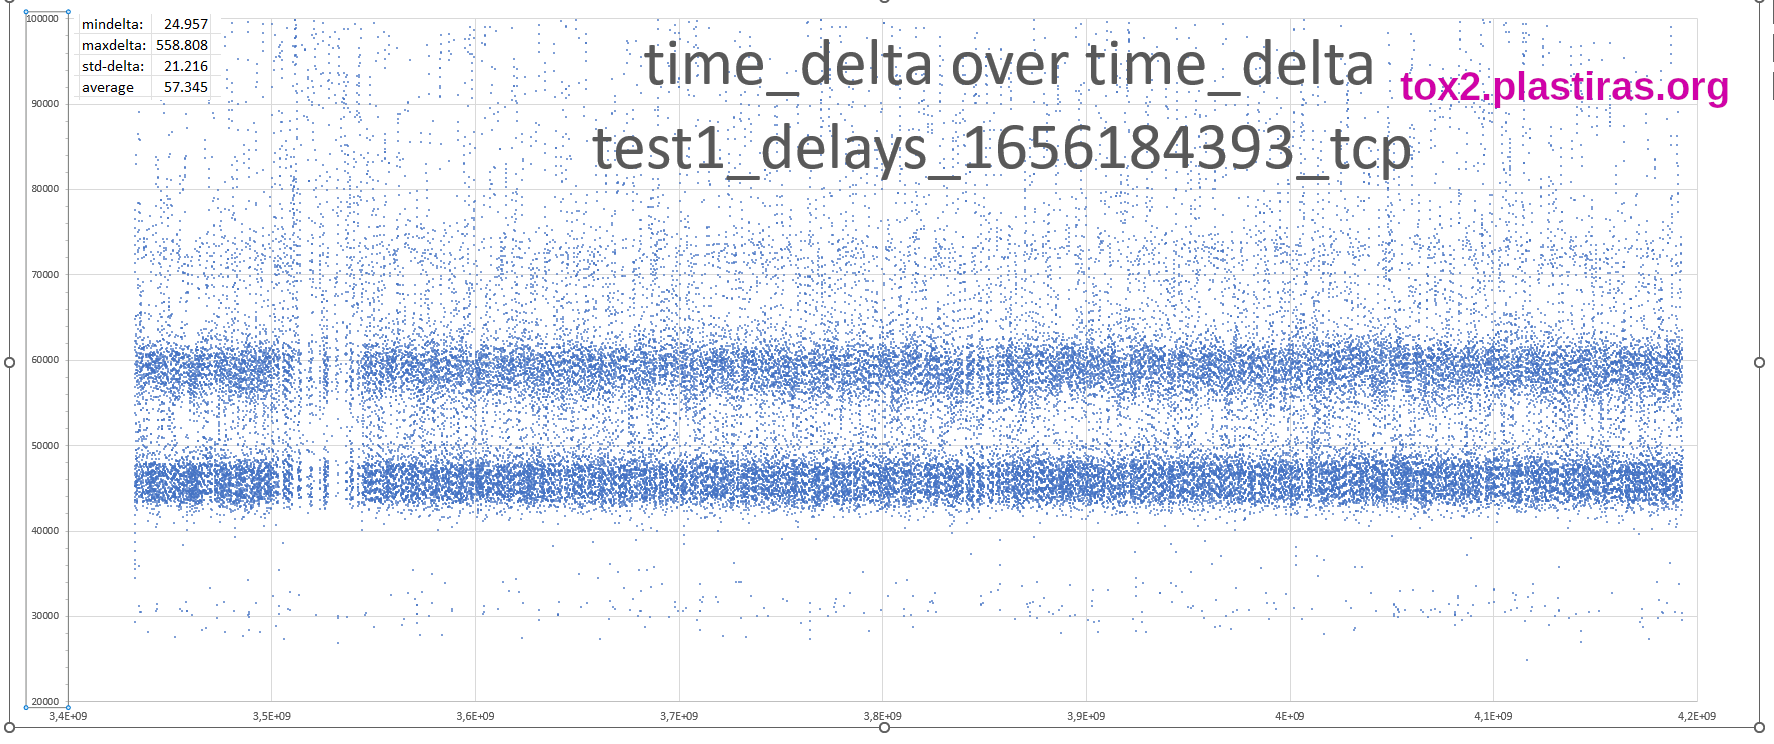 mindelta: 24.957
maxdelta: 558.808
std-delta: 21.216
average 57.345
time_delta over time_delta
tox2.plastiras.org
test1_delays_1656184393_tcp
100000
90000
80000
70000
60000
50000
40000
30000
20000
3,4E+09 3,5E+09 3,6E+09 3,7E+09 3,8E+09 3,9E+09 4E+09 4,1E+09 4,2E+09